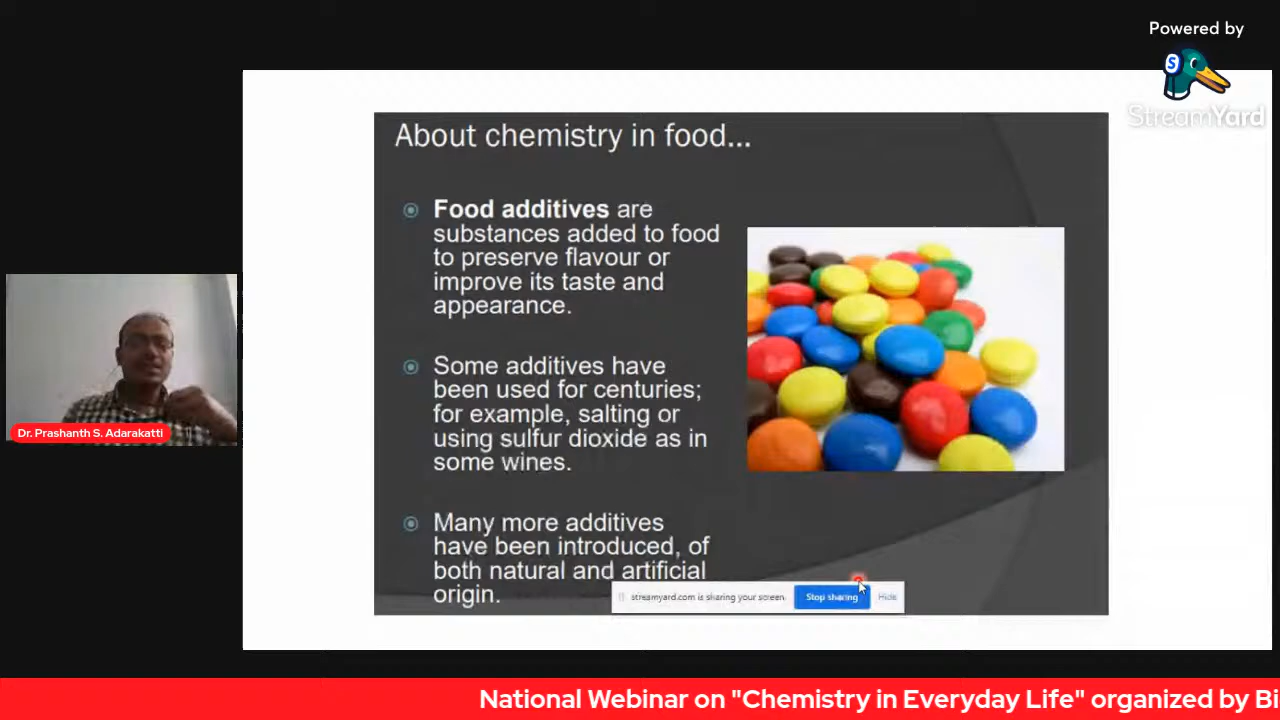 Powered by
StreamYard
About chemistry in food...
Food additives are
substances added to food
to preserve flavour or
improve its taste and
appearance.
Some additives have
been used for centuries;
for example, salting or
using sulfur dioxide as in
some wines.
Many more additives
have been introduced, of
both natural and artificial
origin.
streamyard.com is sharing your screen. Stop sharing Hide
Dr. Prashanth S. Adarakatti
National Webinar on "Chemistry in Everyday Life" organized by Bi